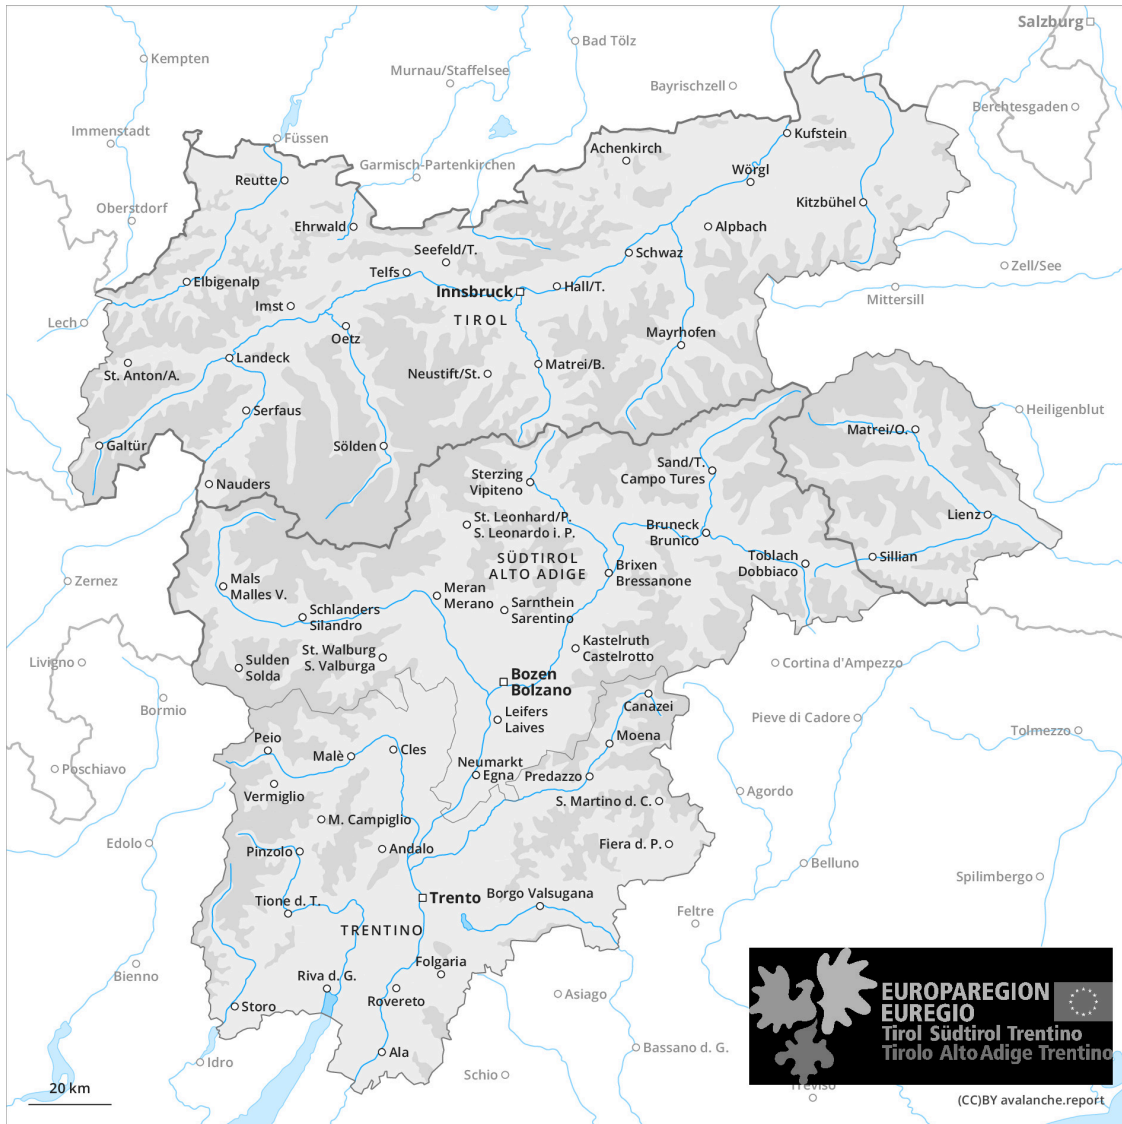 Salzburg
Bad Tölz
Kempten
Murnau/Staffelsee
Bayrischzell
Berchtesgaden
Immenstadt
Füssen
Kufstein
Achenkirch
Garmisch-Partenkirchen
Wörgl
Reutte
Kitzbühel
Oberstdorf
Ehrwald
Alpbach
Seefeld/T.
Schwaz
Telfs
Zell/See
Elbigenalp
Innsbruck
Hall/T.
Mittersill
Imst
TIROL
Lech
Oetz
Mayrhofen
Landeck
Matrei/B.
St. Anton/A.
Neustift/St.
Serfaus
Heiligenblut
Matrei/O.
Galtür
Sölden
Sand/T.
Campo Tures
Sterzing
Vipiteno
Nauders
St. Leonhard/P.
S. Leonardo i. P.
Lienz
Bruneck
Brunico
SÜDTIROL
ALTO ADIGE
Toblach
Dobbiaco
Sillian
Brixen
Bressanone
Zernez
Mals
Malles V.
Meran
Merano
Sarnthein
Sarentino
Schlanders
Silandro
Kastelruth
Castelrotto
St. Walburg
S. Valburga
Livigno
Sulden
Solda
Cortina d'Ampezzo
Bozen
Bolzano
Bormio
Canazei
Leifers
Laives
Pieve di Cadore
Tolmezzo
Peio
Moena
Cles
Malè
Neumarkt
Egna
Poschiavo
Predazzo
Vermiglio
Agordo
S. Martino d. C.
M. Campiglio
Edolo
Pinzolo
Andalo
Fiera d. P.
Belluno
Spilimbergo
Borgo Valsugana
Tione d. T.
Trento
Feltre
TRENTINO
Folgaria
Bienno
Riva d. G.
Rovereto
Asiago
Storo
EUROPAREGION
EUREGIO
Tirol Südtirol Trentino
Tirolo Alto Adige Trentino
Ala
Idro
Bassano d. G.
Schio
Treviso
20 km
(CC)BY avalanche.report